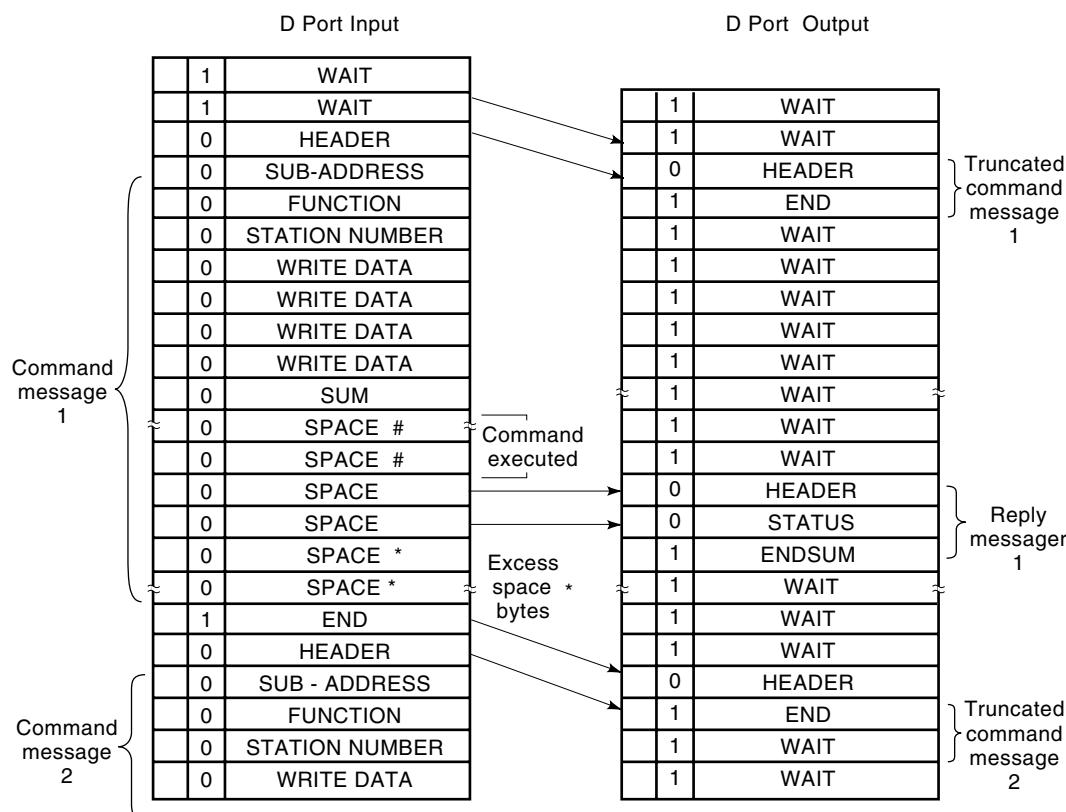 D Port Input
1 WAIT
1 WAIT
0 HEADER
0 SUB-ADDRESS
0 FUNCTION
0 STATION NUMBER
0 WRITE DATA
0 WRITE DATA
0 WRITE DATA
0 WRITE DATA
0 SUM
0 SPACE #
0 SPACE #
0 SPACE
0 SPACE
0 SPACE *
0 SPACE *
1 END
0 HEADER
0 SUB - ADDRESS
0 FUNCTION
0 STATION NUMBER
0 WRITE DATA
Command
message
1
Command
message
2
Command
executed
Excess
space *
bytes
D Port Output
1 WAIT
1 WAIT
0 HEADER
1 END
1 WAIT
1 WAIT
1 WAIT
1 WAIT
1 WAIT
1 WAIT
1 WAIT
1 WAIT
0 HEADER
0 STATUS
1 ENDSUM
1 WAIT
1 WAIT
1 WAIT
0 HEADER
1 END
1 WAIT
1 WAIT
Truncated
command
message
1
Reply
messager
1
Truncated
command
message
2